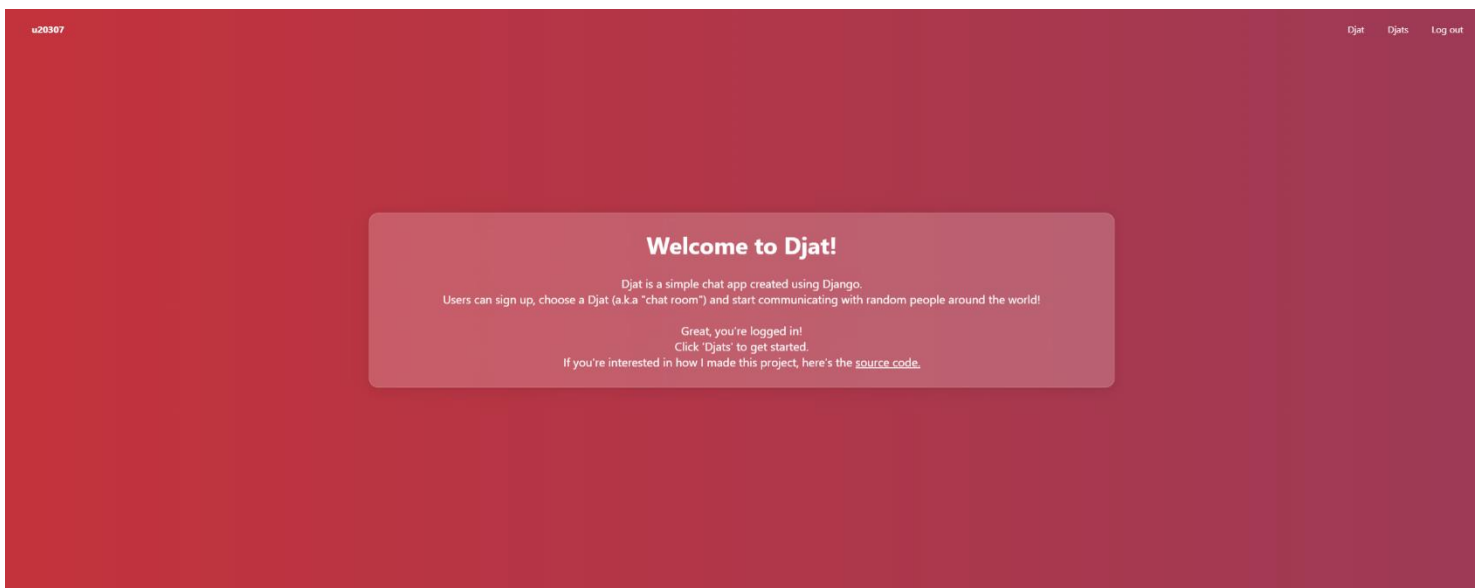 u20307
Djat
Djats
Log out
Welcome to Djat!
Djat is a simple chat app created using Django.
Users can sign up, choose a Djat (a.k.a "chat room") and start communicating with random people around the world!
Great, you're logged in!
Click 'Djats' to get started.
If you're interested in how I made this project, here's the source code.